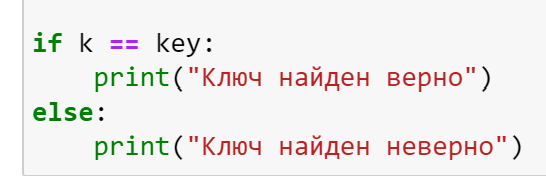 if k == key:
    print("Ключ найден верно")
else:
    print("Ключ найден неверно")